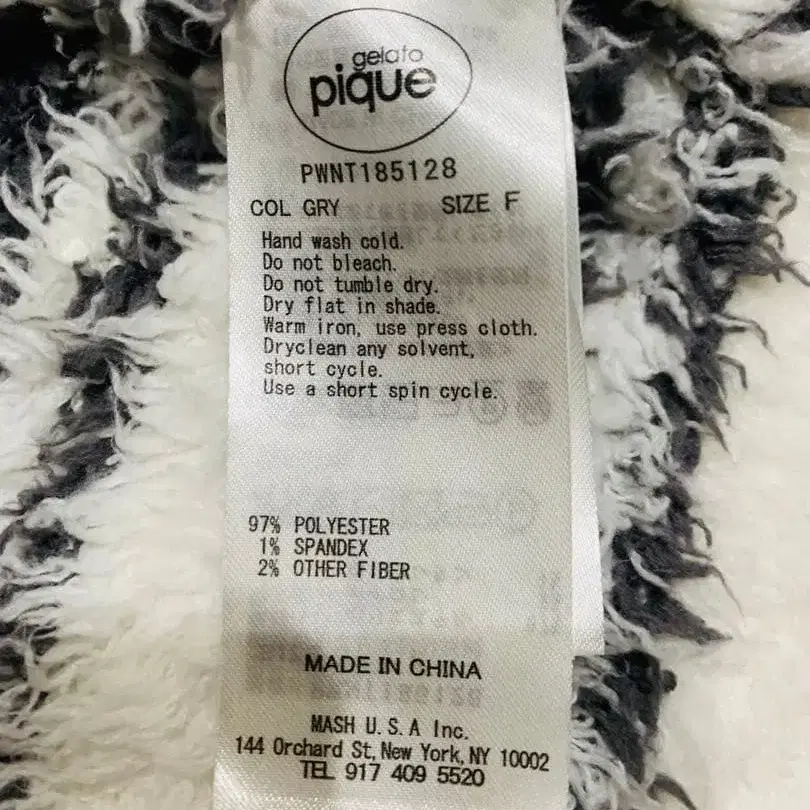 gelato
pique
PWNT185128
COL GRY SIZE F
Hand wash cold.
Do not bleach.
Do not tumble dry.
Dry flat in shade.
Warm iron, use press cloth.
Dryclean any solvent,
short cycle.
Use a short spin cycle.
97% POLYESTER
1% SPANDEX
2% OTHER FIBER
MADE IN CHINA
MASH U.S.A Inc.
144 Orchard St, New York, NY 10002
TEL 917 409 5520